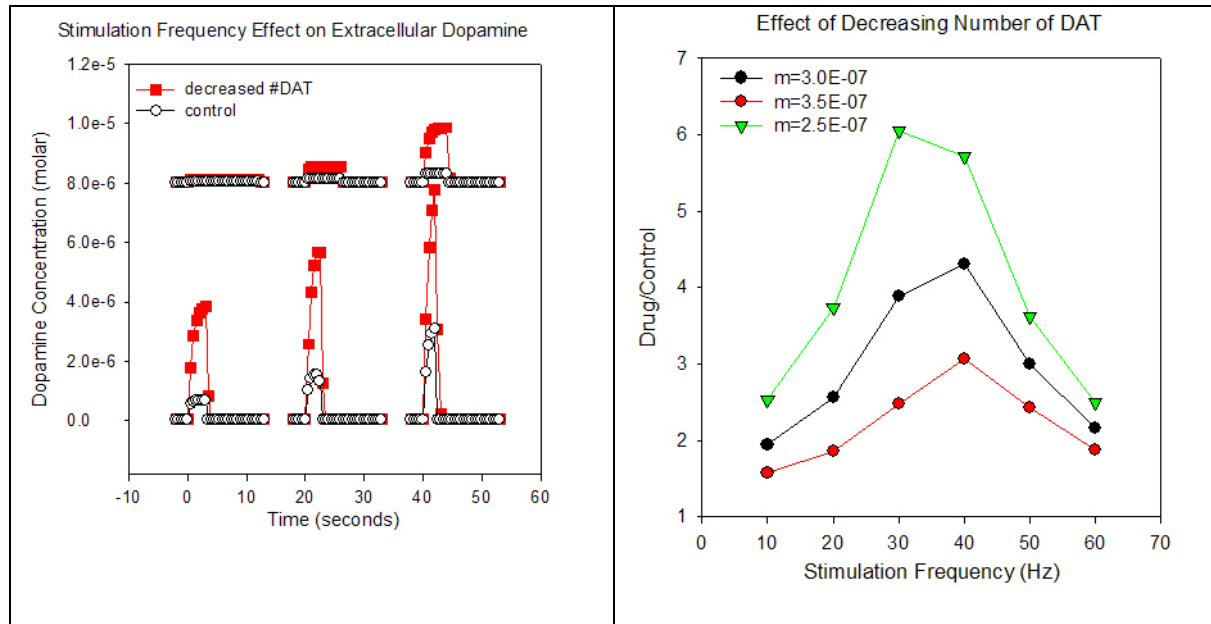 Stimulation Frequency Effect on Extracellular Dopamine
1.2e-5
1.0e-5
8.0e-6
6.0e-6
4.0e-6
2.0e-6
0.0
decreased #DAT
control
Dopamine Concentration (molar)
-10 0 10 20 30 40 50 60
Time (seconds)
Effect of Decreasing Number of DAT
7
6
5
4
3
2
1
m=3.0E-07
m=3.5E-07
m=2.5E-07
Drug/Control
0 10 20 30 40 50 60 70
Stimulation Frequency (Hz)